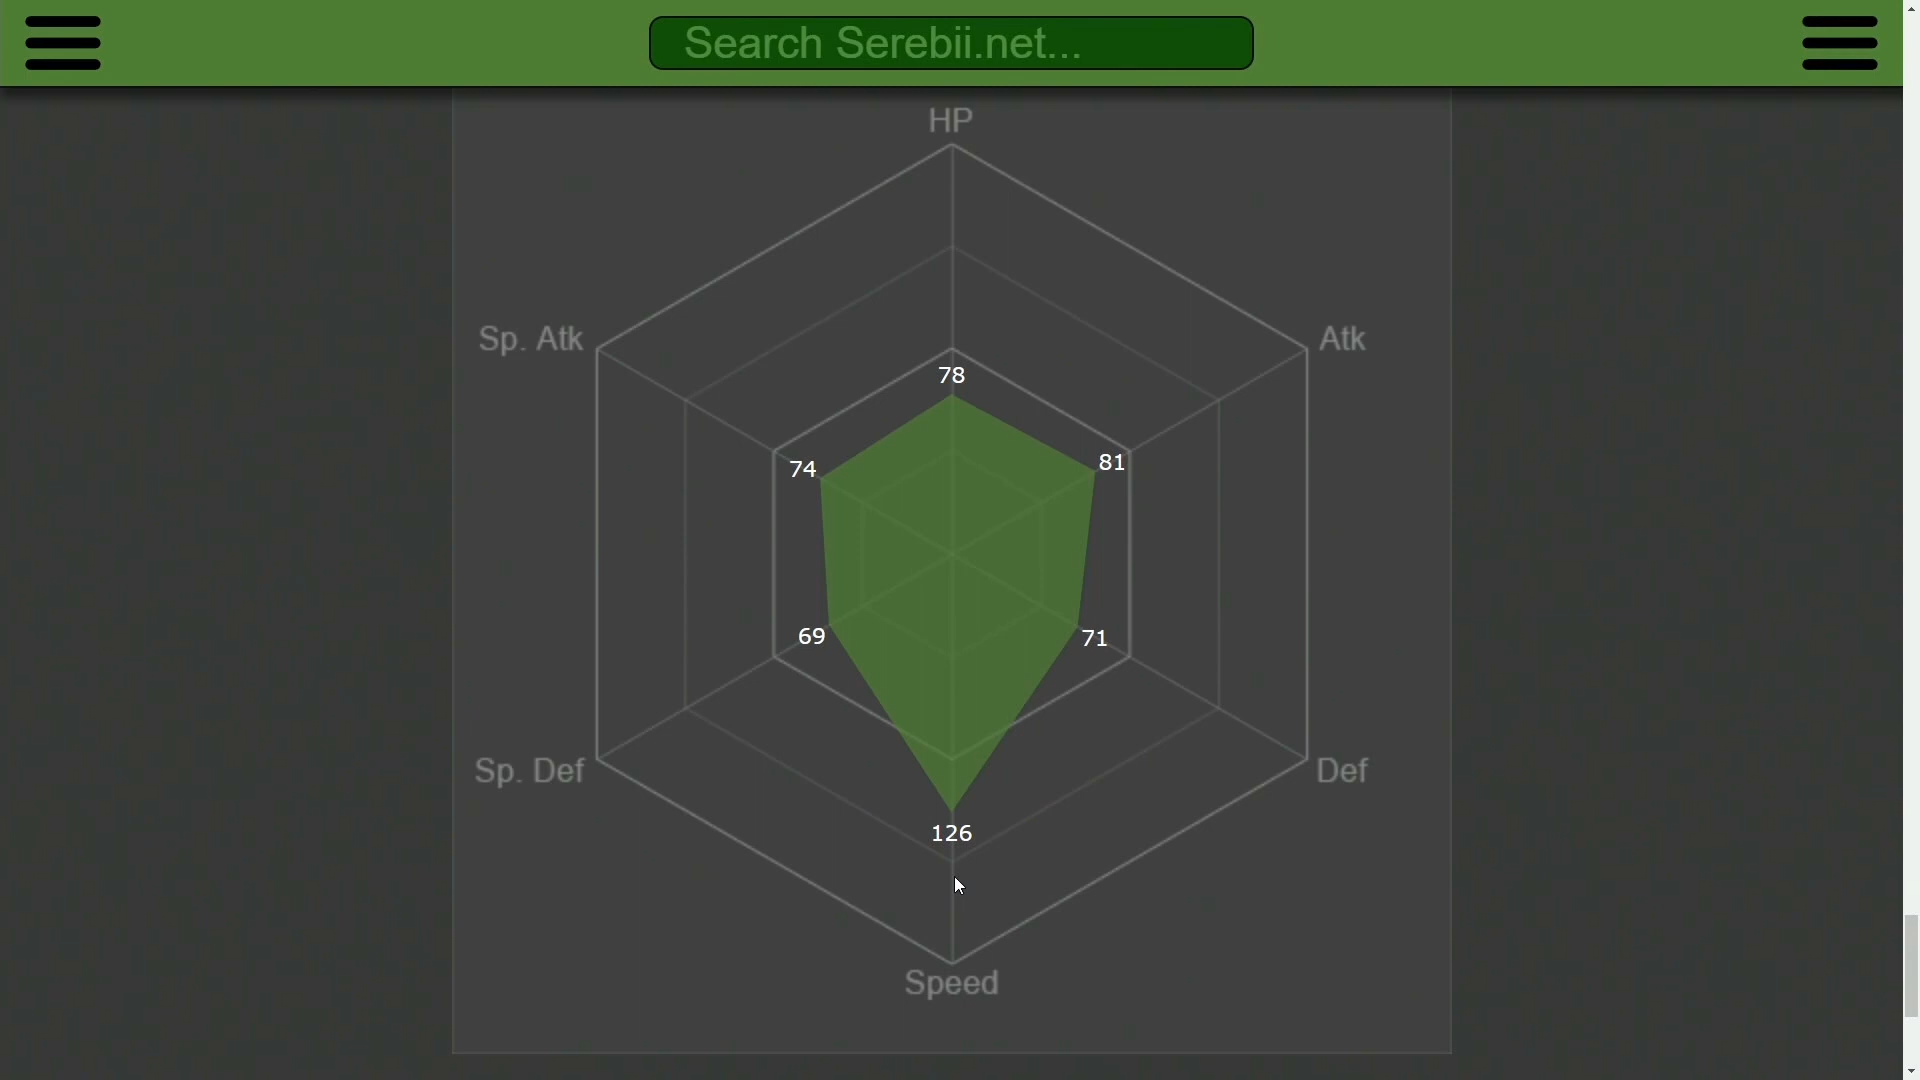 Search Serebii.net...
HP
Sp. Atk
Atk
78
74
81
69
71
Sp. Def
Def
126
Speed